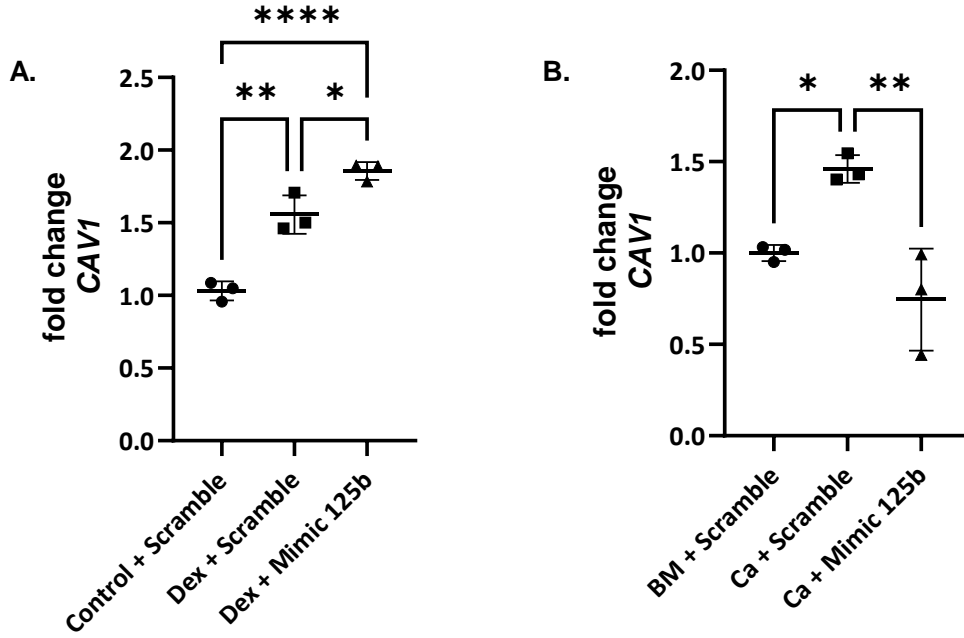 A.
****
** *
fold change
CAV1
2.5
2.0
1.5
1.0
0.5
0.0
Control + Scramble
Dex + Scramble
Dex + Mimic 125b
B.
* **
fold change
CAV1
2.0
1.5
1.0
0.5
0.0
BM + Scramble
Ca + Scramble
Ca + Mimic 125b